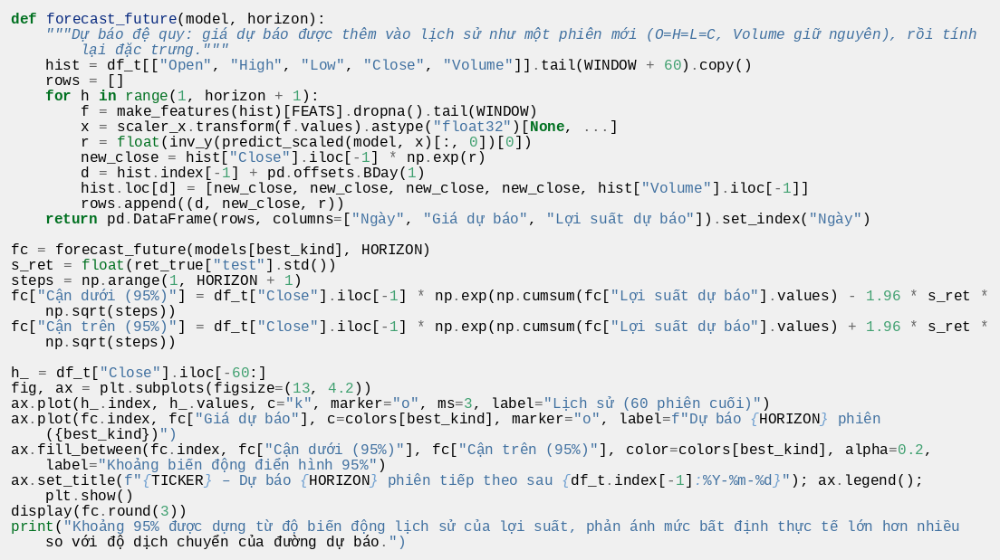 def forecast_future(model, horizon):
    """Dự báo đệ quy: giá dự báo được thêm vào lịch sử như một phiên mới (O=H=L=C, Volume giữ nguyên), rồi tính
        lại đặc trưng."""
    hist = df_t[["Open", "High", "Low", "Close", "Volume"]].tail(WINDOW + 60).copy()
    rows = []
    for h in range(1, horizon + 1):
        f = make_features(hist)[FEATS].dropna().tail(WINDOW)
        x = scaler_x.transform(f.values).astype("float32")[None, ...]
        r = float(inv_y(predict_scaled(model, x)[:, 0])[0])
        new_close = hist["Close"].iloc[-1] * np.exp(r)
        d = hist.index[-1] + pd.offsets.BDay(1)
        hist.loc[d] = [new_close, new_close, new_close, new_close, hist["Volume"].iloc[-1]]
        rows.append((d, new_close, r))
    return pd.DataFrame(rows, columns=["Ngày", "Giá dự báo", "Lợi suất dự báo"]).set_index("Ngày")

fc = forecast_future(models[best_kind], HORIZON)
s_ret = float(ret_true["test"].std())
steps = np.arange(1, HORIZON + 1)
fc["Cận dưới (95%)"] = df_t["Close"].iloc[-1] * np.exp(np.cumsum(fc["Lợi suất dự báo"].values) - 1.96 * s_ret *
    np.sqrt(steps))
fc["Cận trên (95%)"] = df_t["Close"].iloc[-1] * np.exp(np.cumsum(fc["Lợi suất dự báo"].values) + 1.96 * s_ret *
    np.sqrt(steps))

h_ = df_t["Close"].iloc[-60:]
fig, ax = plt.subplots(figsize=(13, 4.2))
ax.plot(h_.index, h_.values, c="k", marker="o", ms=3, label="Lịch sử (60 phiên cuối)")
ax.plot(fc.index, fc["Giá dự báo"], c=colors[best_kind], marker="o", label=f"Dự báo {HORIZON} phiên
    ({best_kind})")
ax.fill_between(fc.index, fc["Cận dưới (95%)"], fc["Cận trên (95%)"], color=colors[best_kind], alpha=0.2,
    label="Khoảng biến động điển hình 95%")
ax.set_title(f"{TICKER} – Dự báo {HORIZON} phiên tiếp theo sau {df_t.index[-1]:%Y-%m-%d}"); ax.legend();
    plt.show()
display(fc.round(3))
print("Khoảng 95% được dựng từ độ biến động lịch sử của lợi suất, phản ánh mức bất định thực tế lớn hơn nhiều
    so với độ dịch chuyển của đường dự báo.")